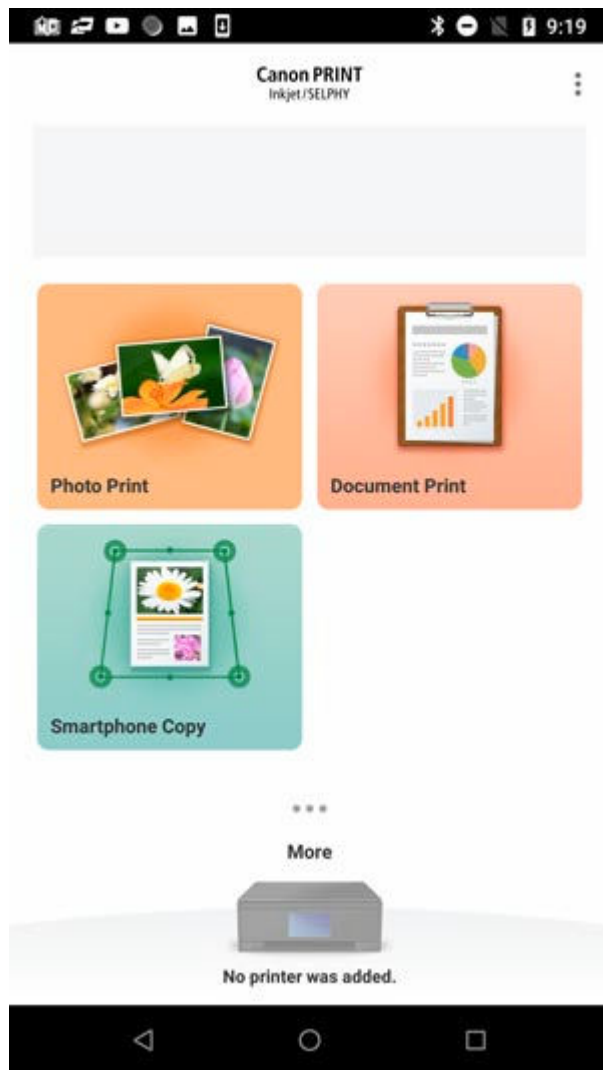 9:19
Canon PRINT
Inkjet/SELPHY
Photo Print
Document Print
Smartphone Copy
More
No printer was added.